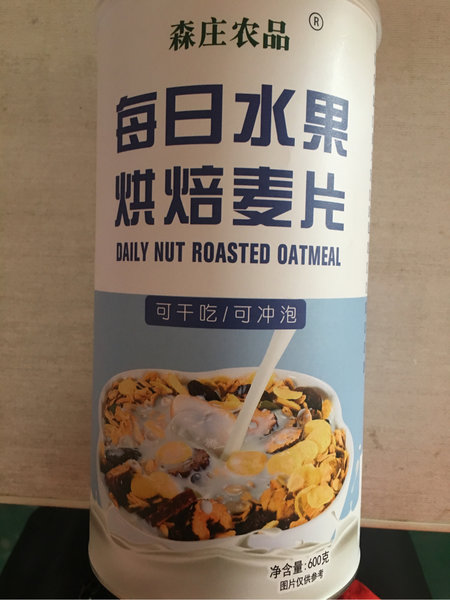 森庄农品 ®
每日水果
烘焙麦片
DAILY NUT ROASTED OATMEAL
可干吃/可冲泡
净含量:600克
图片仅供参考